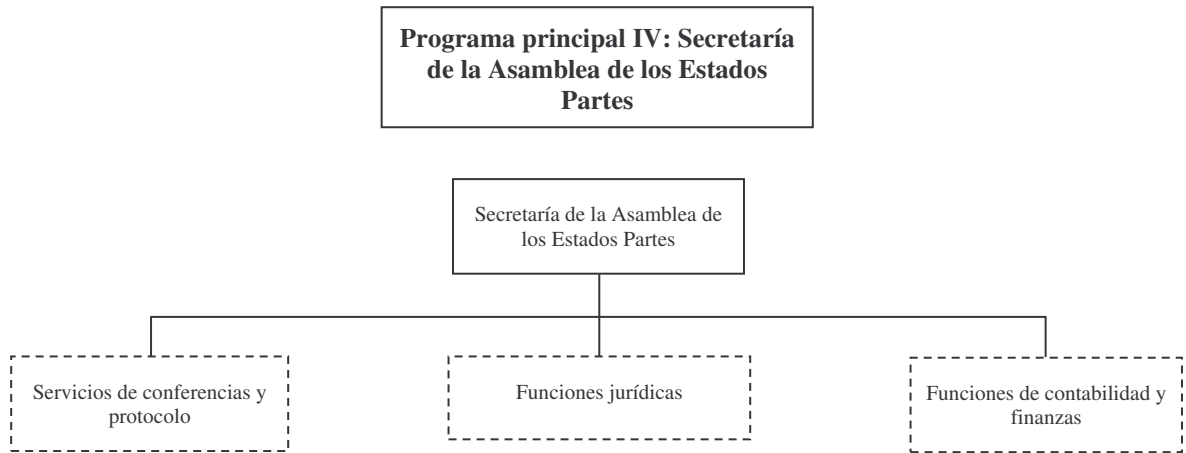 Programa principal IV: Secretaría
de la Asamblea de los Estados
Partes
Secretaría de la Asamblea de
los Estados Partes
Servicios de conferencias y
protocolo
Funciones jurídicas
Funciones de contabilidad y
finanzas